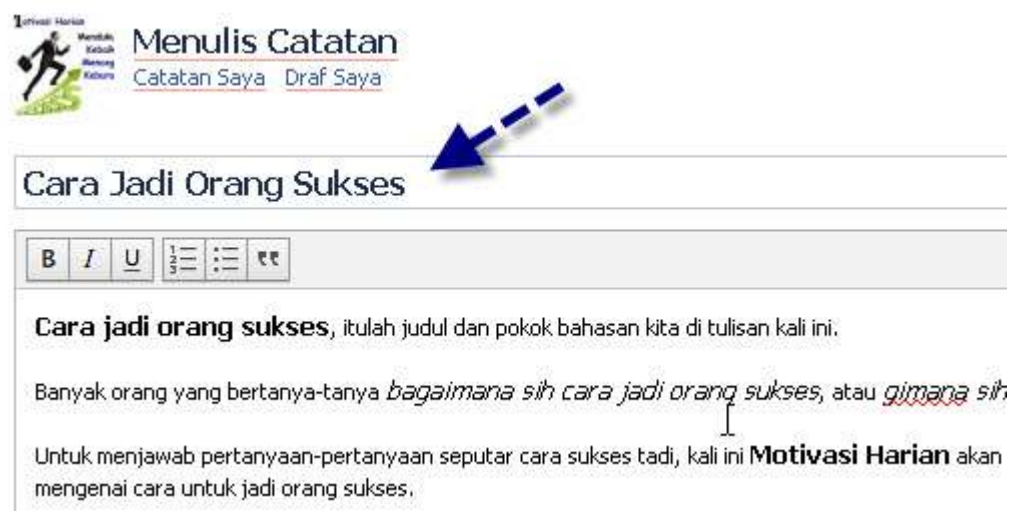 Motivasi Harian
Menulis Catatan
Catatan Saya Draf Saya
Cara Jadi Orang Sukses
B I U
Cara jadi orang sukses, itulah judul dan pokok bahasan kita di tulisan kali ini.
Banyak orang yang bertanya-tanya bagaimana sih cara jadi orang sukses, atau gimana sih
Untuk menjawab pertanyaan-pertanyaan seputar cara sukses tadi, kali ini Motivasi Harian akan
mengenai cara untuk jadi orang sukses.